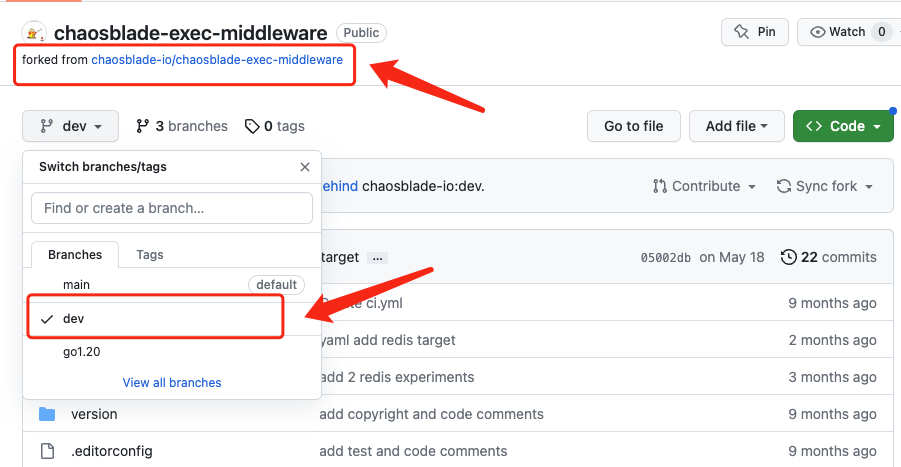 chaosblade-exec-middleware Public
Pin
Watch 0
forked from chaosblade-io/chaosblade-exec-middleware
dev
3 branches
0 tags
Go to file
Add file
Code
Switch branches/tags
Find or create a branch...
Branches
Tags
main default
dev
go1.20
View all branches
ehind chaosblade-io:dev.
Contribute
Sync fork
target ...
05002db on May 18
22 commits
ci.yml 9 months ago
yaml add redis target 2 months ago
add 2 redis experiments 3 months ago
version add copyright and code comments 9 months ago
.editorconfig add test and code comments 9 months ago